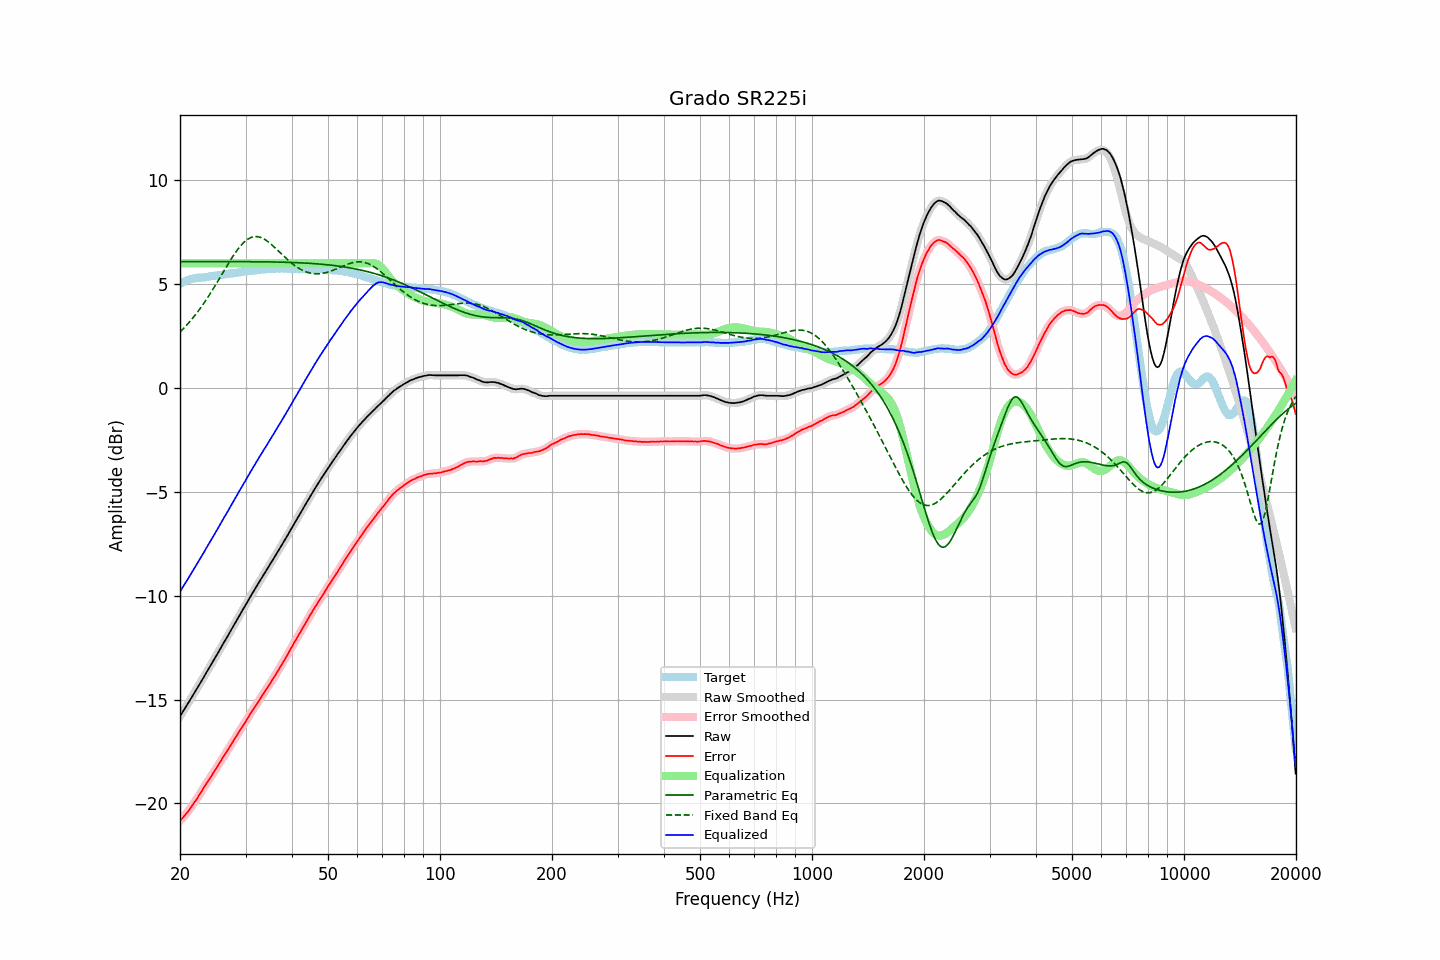 Grado SR225i
Amplitude (dBr)
10
5
0
−5
−10
−15
−20
Target
Raw Smoothed
Error Smoothed
Raw
Error
Equalization
Parametric Eq
Fixed Band Eq
Equalized
20 50 100 200 500 1000 2000 5000 10000 20000
Frequency (Hz)